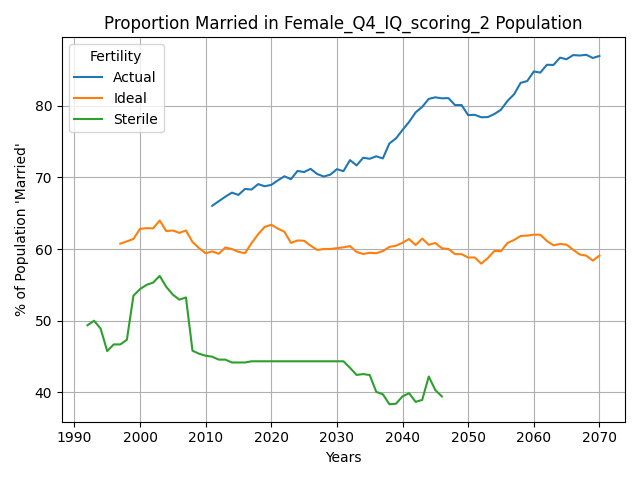 Proportion Married in Female_Q4_IQ_scoring_2 Population
Fertility
Actual
Ideal
Sterile
% of Population 'Married'
80
70
60
50
40
1990 2000 2010 2020 2030 2040 2050 2060 2070
Years